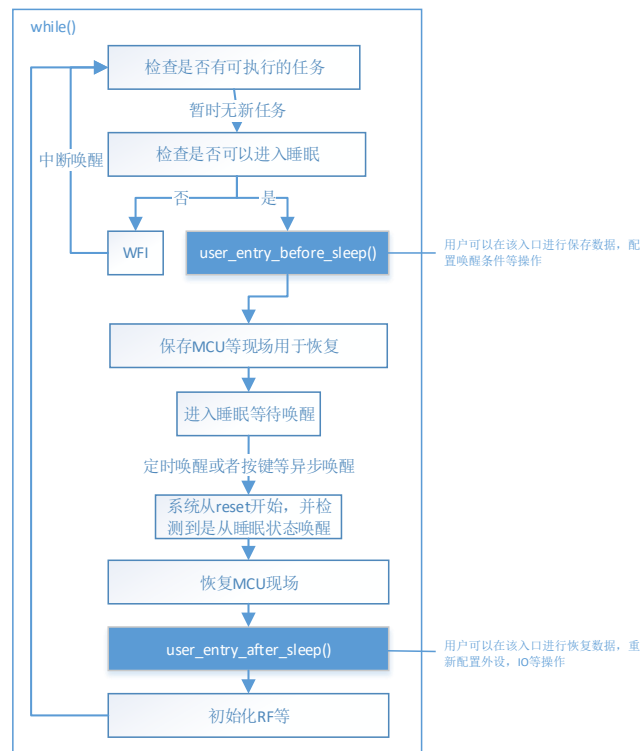 while()
检查是否有可执行的任务
暂时无新任务
中断唤醒
检查是否可以进入睡眠
否
是
WFI
user_entry_before_sleep()
用户可以在该入口进行保存数据，配
置唤醒条件等操作
保存MCU等现场用于恢复
进入睡眠等待唤醒
定时唤醒或者按键等异步唤醒
系统从reset开始，并检
测到是从睡眠状态唤醒
恢复MCU现场
user_entry_after_sleep()
用户可以在该入口进行恢复数据，重
新配置外设，IO等操作
初始化RF等